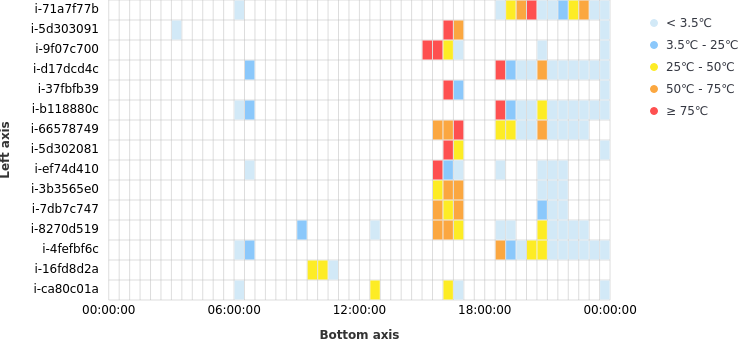 i-71a7f77b
i-5d303091
i-9f07c700
i-d17dcd4c
i-37fbfb39
i-b118880c
i-66578749
i-5d302081
i-ef74d410
i-3b3565e0
i-7db7c747
i-8270d519
i-4fefbf6c
i-16fd8d2a
i-ca80c01a
Left axis
00:00:00 06:00:00 12:00:00 18:00:00 00:00:00
Bottom axis
< 3.5℃
3.5℃ - 25℃
25℃ - 50℃
50℃ - 75℃
≥ 75℃